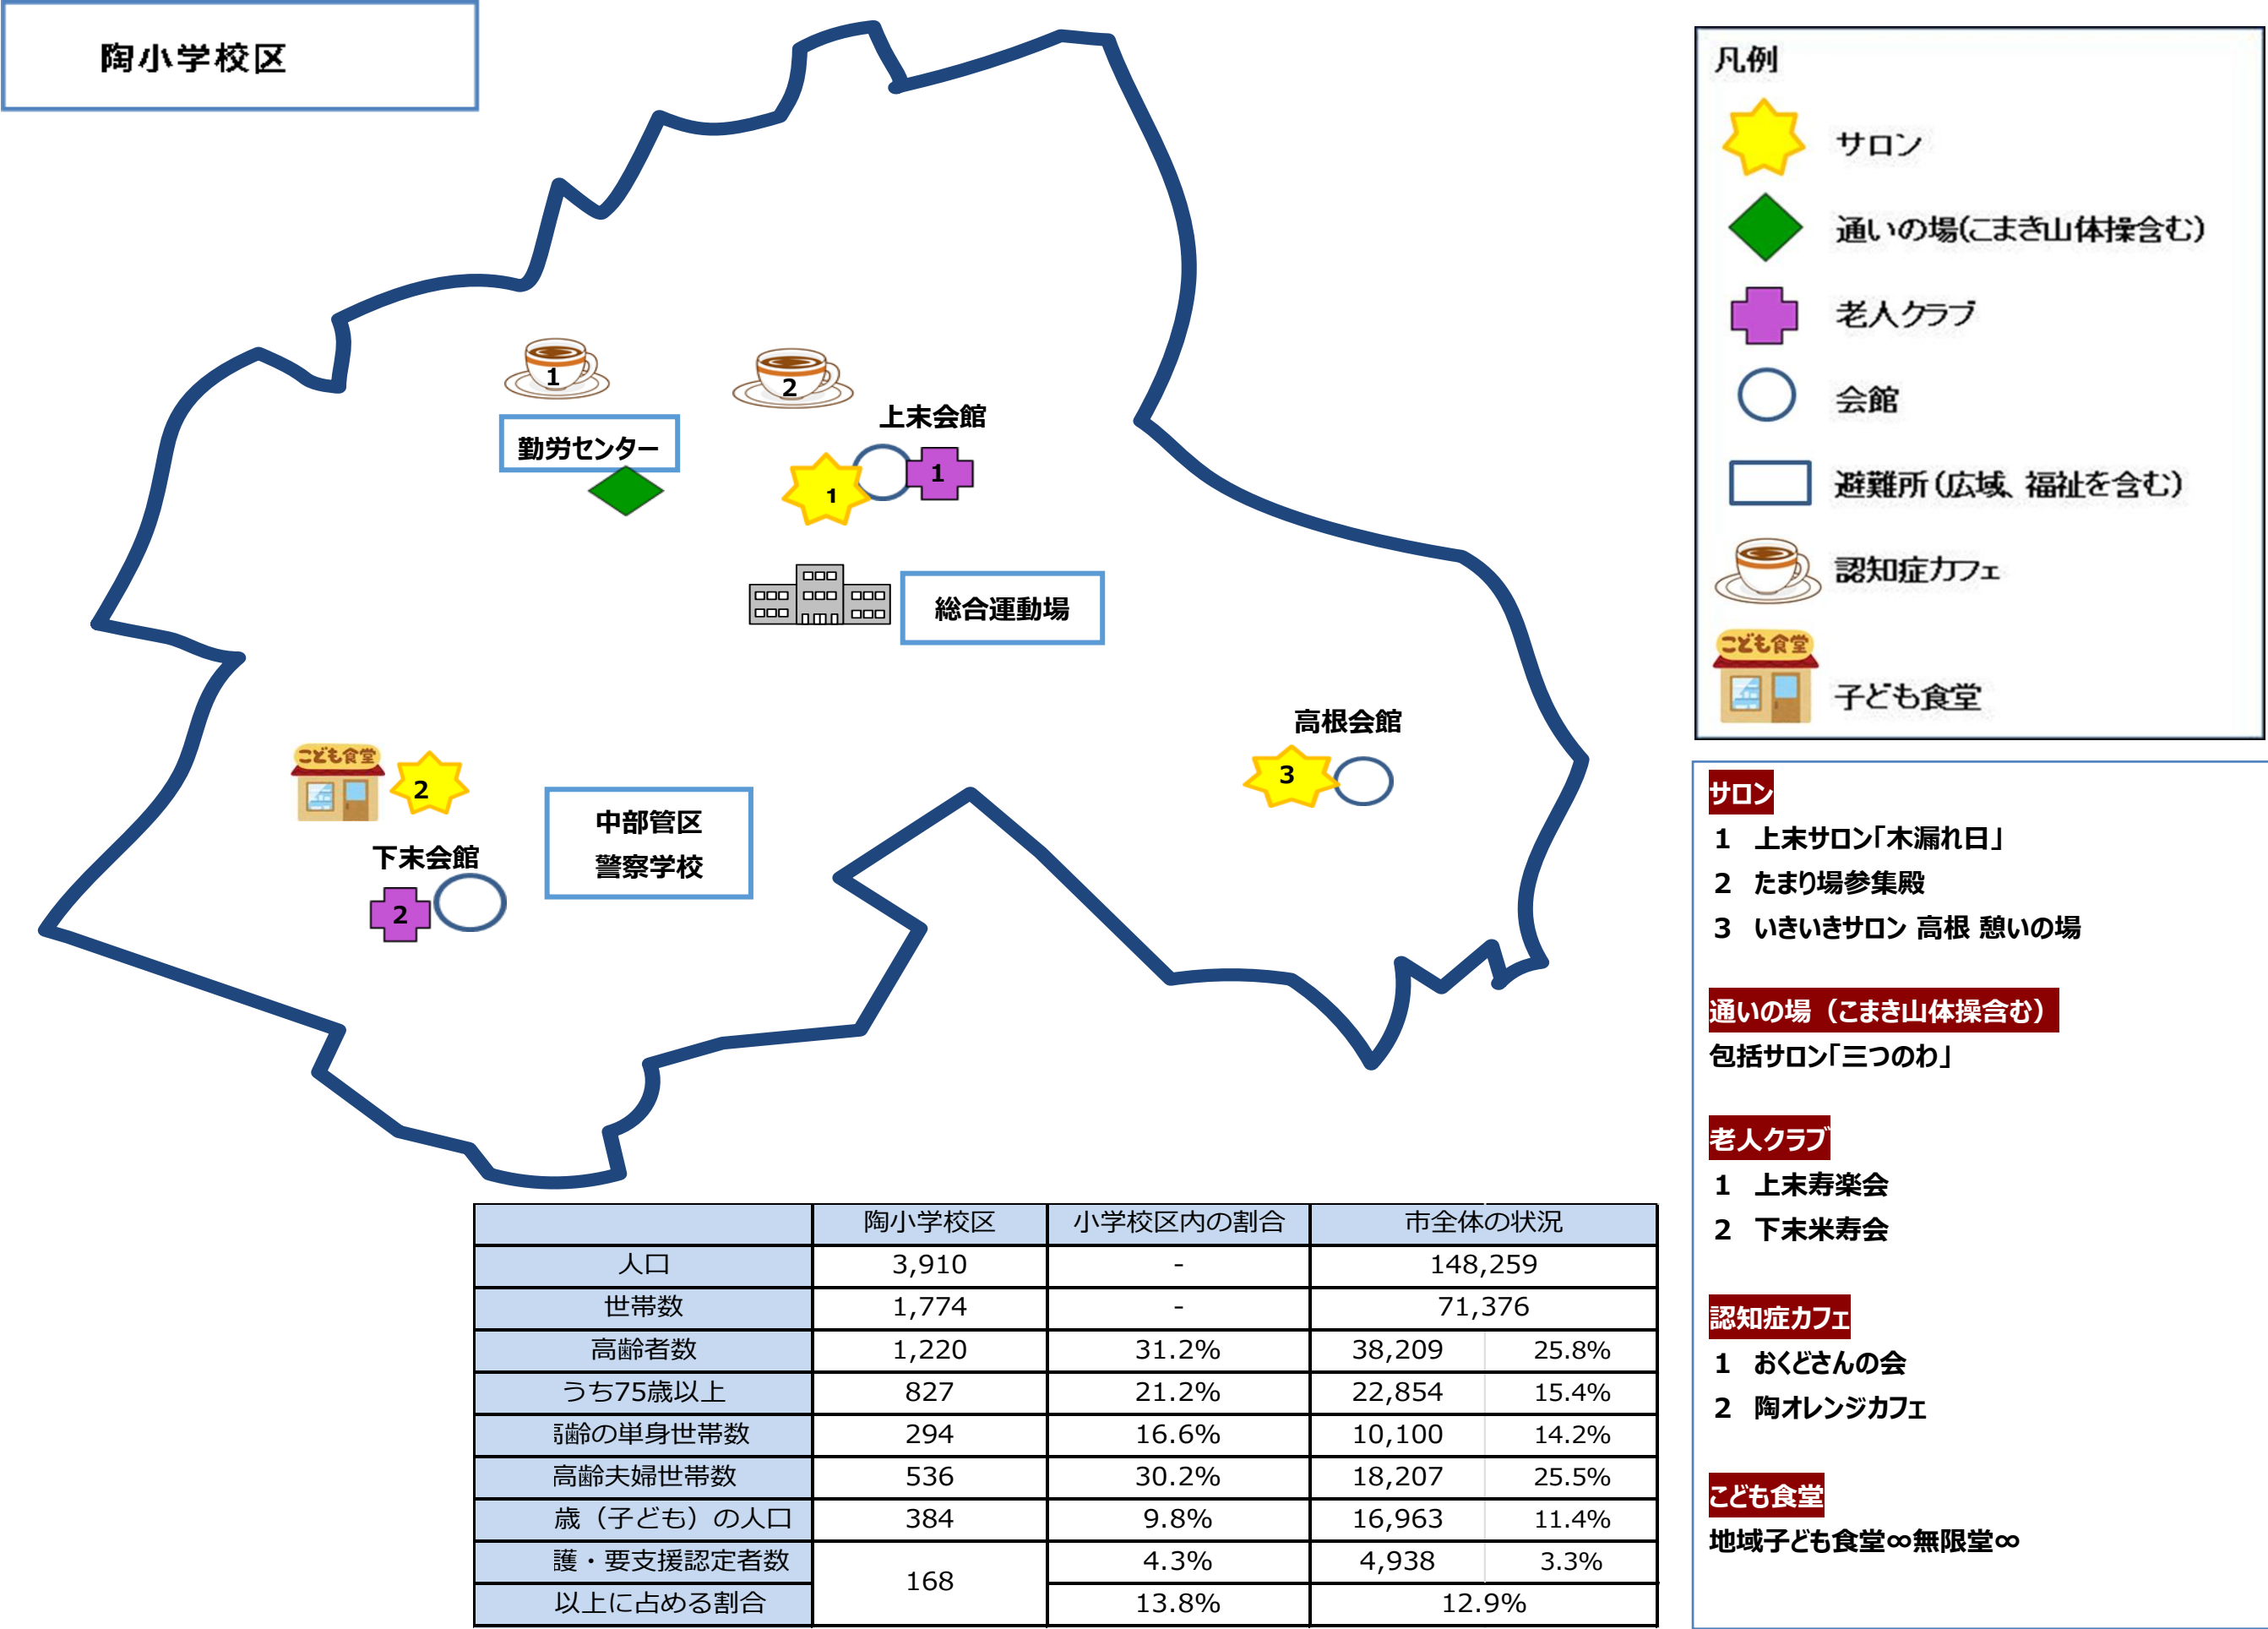 陶小学校区
1
2
勤労センター
上末会館
1
1
総合運動場
高根会館
3
こども食堂
2
中部管区
警察学校
下末会館
2
凡例
サロン
通いの場(こまき山体操含む)
老人クラブ
会館
避難所(広域、福祉を含む)
認知症カフェ
こども食堂
子ども食堂
サロン
1 上末サロン「木漏れ日」
2 たまり場参集殿
3 いきいきサロン 高根 憩いの場
通いの場（こまき山体操含む）
包括サロン「三つのわ」
老人クラブ
1 上末寿楽会
2 下末米寿会
認知症カフェ
1 おくどさんの会
2 陶オレンジカフェ
こども食堂
地域子ども食堂∞無限堂∞
陶小学校区 小学校区内の割合 市全体の状況
人口 3,910 - 148,259
世帯数 1,774 - 71,376
高齢者数 1,220 31.2% 38,209 25.8%
うち75歳以上 827 21.2% 22,854 15.4%
高齢の単身世帯数 294 16.6% 10,100 14.2%
高齢夫婦世帯数 536 30.2% 18,207 25.5%
歳（子ども）の人口 384 9.8% 16,963 11.4%
護・要支援認定者数 168 4.3% 4,938 3.3%
以上に占める割合 13.8% 12.9%